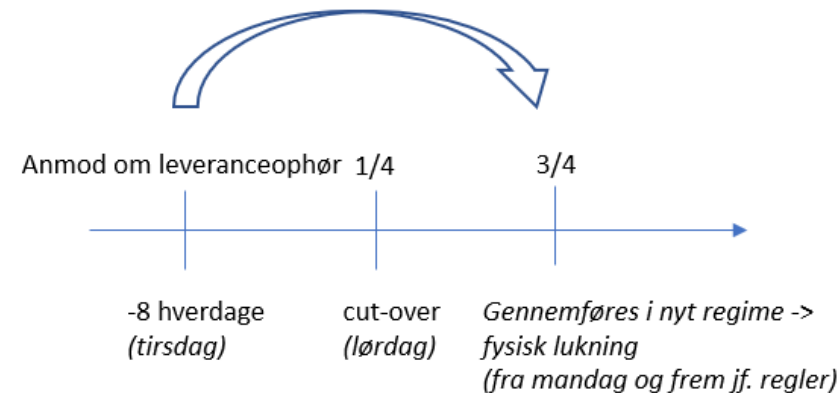 Anmod om leveranceophør 1/4 3/4
-8 hverdage cut-over Gennemføres i nyt regime ->
(tirsdag) (lørdag) fysisk lukning
(fra mandag og frem jf. regler)